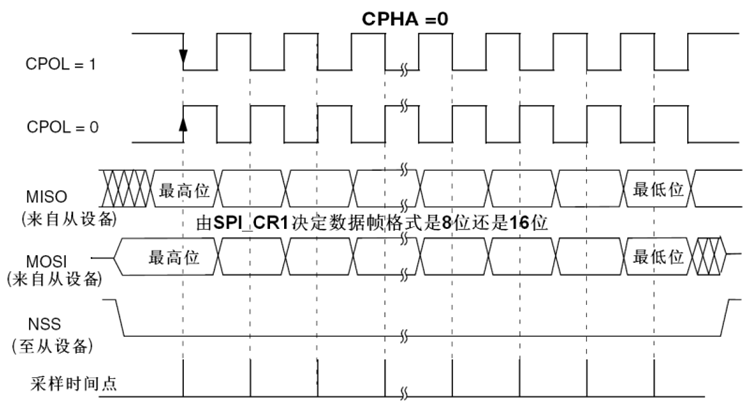 CPHA =0
CPOL = 1
CPOL = 0
MISO
(来自从设备)
最高位
最低位
由SPI_CR1决定数据帧格式是8位还是16位
MOSI
(来自从设备)
最高位
最低位
NSS
(至从设备)
采样时间点